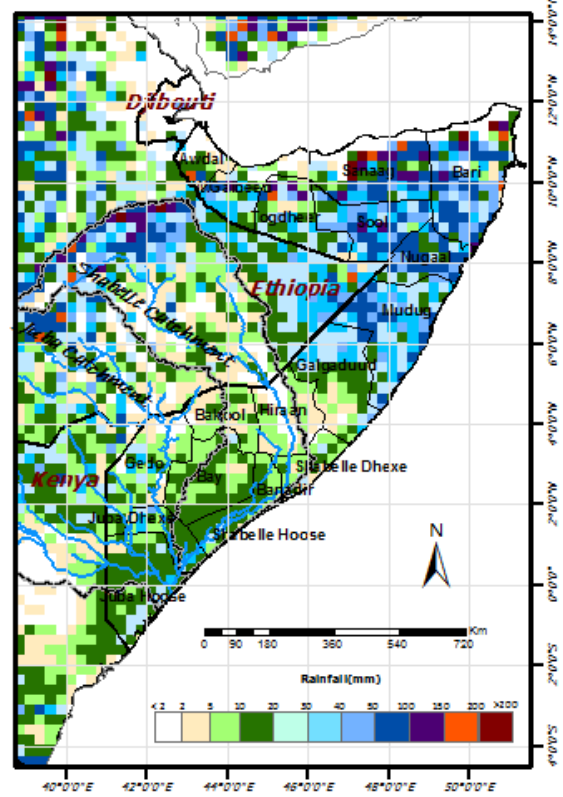 14°0'0"N
Djibouti
12°0'0"N
Awdal
Sanaag
Bari
10°0'0"N
Togdheer
Sool
Nugaal
8°0'0"N
Shabelle Catchment
Ethiopia
Mudug
Juba Catchment
6°0'0"N
Galgaduud
Bakool
Hiraan
4°0'0"N
Gedo
Shabelle Dhexe
Kenya
Bay
Banadir
2°0'0"N
Juba Dhexe
Shabelle Hoose
N
0°0'0"
Juba Hoose
Km
0 90 180 360 540 720
2°0'0"S
Rainfall(mm)
<2 2 5 10 20 30 40 50 100 150 200 >200
4°0'0"S
40°0'0"E 42°0'0"E 44°0'0"E 46°0'0"E 48°0'0"E 50°0'0"E